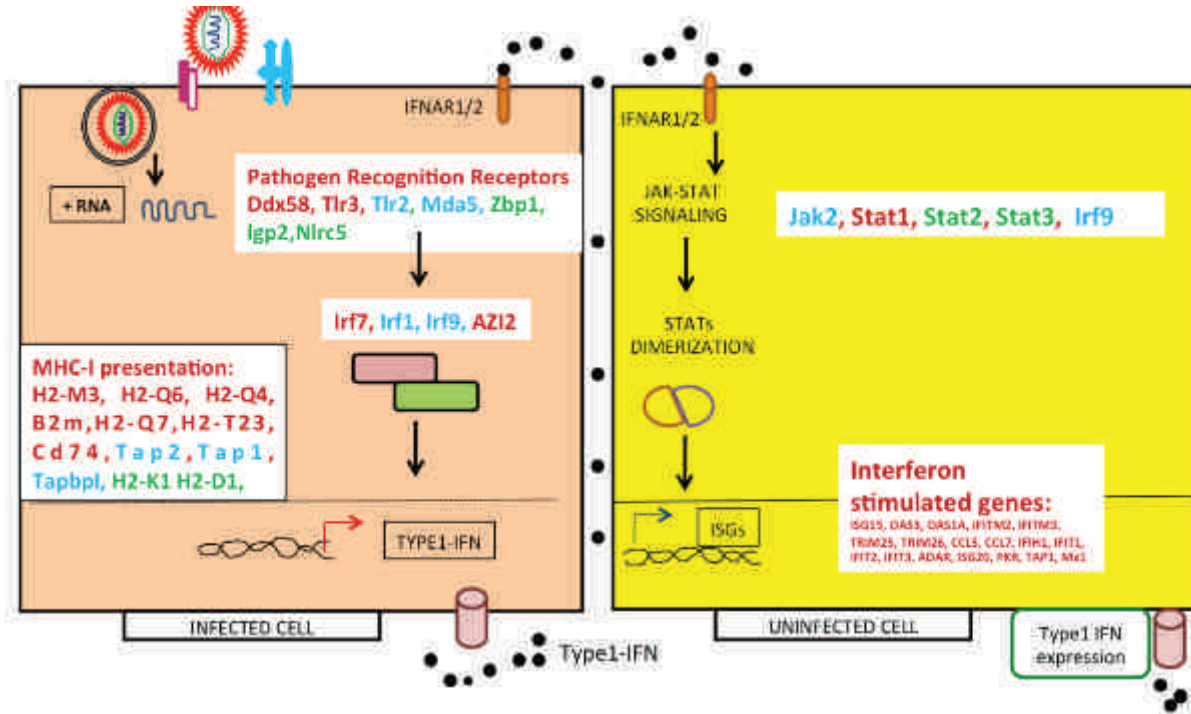 IFNAR1/2
+ RNA
Pathogen Recognition Receptors
Ddx58, Tlr3, Tlr2, Mda5, Zbp1,
lgp2,Nlrc5
Irf7, Irf1, Irf9, AZI2
MHC-I presentation:
H2-M3, H2-Q6, H2-Q4,
B2m,H2-Q7,H2-T23,
Cd74, Tap2, Tap1,
Tapbpl, H2-K1 H2-D1,
TYPE1-IFN
INFECTED CELL
Type1-IFN
IFNAR1/2
JAK-STAT
SIGNALING
Jak2, Stat1, Stat2, Stat3, Irf9
STATs
DIMERIZATION
Interferon
stimulated genes:
ISG15, OAS3, OAS1A, IFITM2, IFITM3,
TRIM25, TRIM26, CCL5, CCL7, IFIH1, IFIT1,
IFIT2, IFIT3, ADAR, ISG20, PKR, TAP1, Mx1
ISGs
UNINFECTED CELL
Type1 IFN
expression